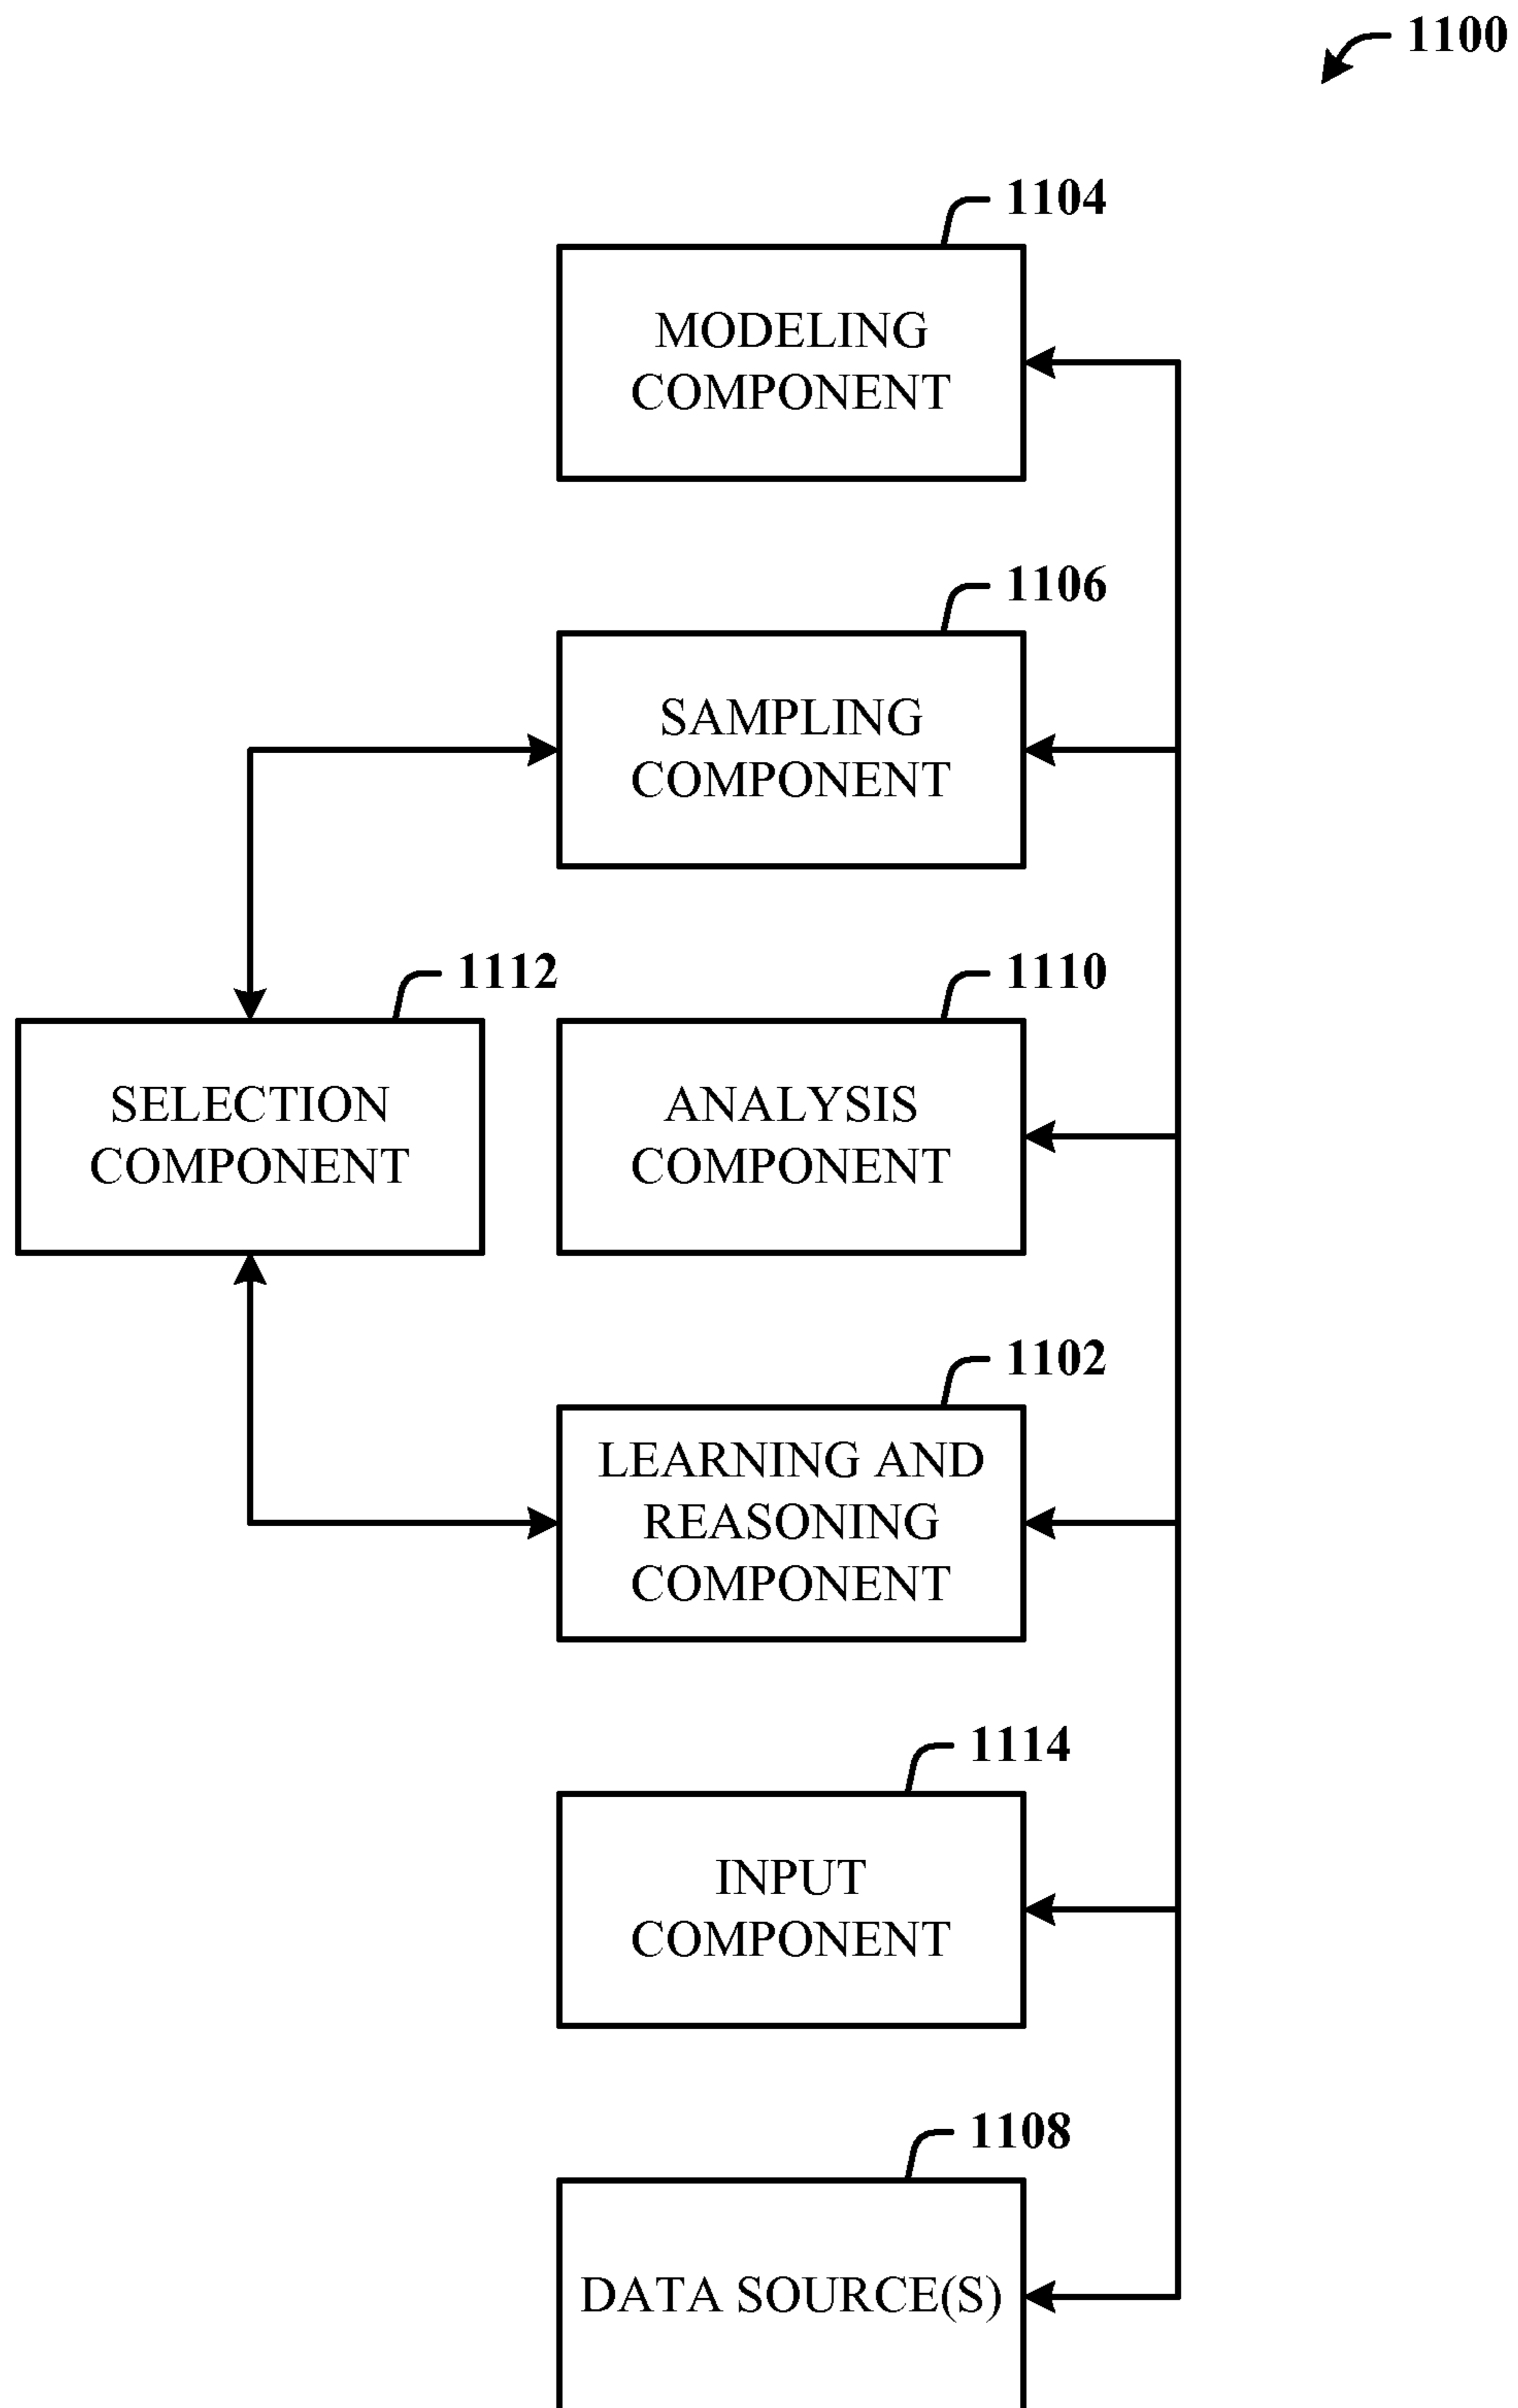 1100
1104
MODELING
COMPONENT
1106
SAMPLING
COMPONENT
1112
SELECTION
COMPONENT
1110
ANALYSIS
COMPONENT
1102
LEARNING AND
REASONING
COMPONENT
1114
INPUT
COMPONENT
1108
DATA SOURCE(S)